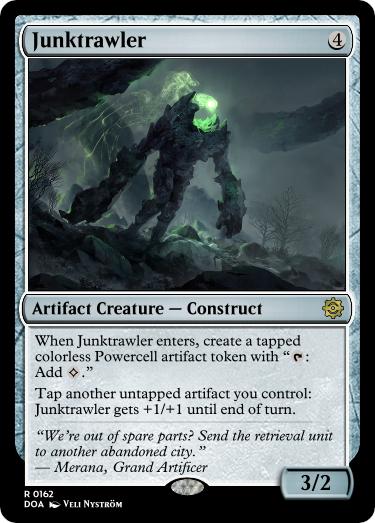 Junktrawler 4
Artifact Creature — Construct
When Junktrawler enters, create a tapped
colorless Powercell artifact token with “T:
Add C.”
Tap another untapped artifact you control:
Junktrawler gets +1/+1 until end of turn.
“We’re out of spare parts? Send the retrieval unit
to another abandoned city.”
— Merana, Grand Artificer
3/2
R 0162
DOA Veli Nyström